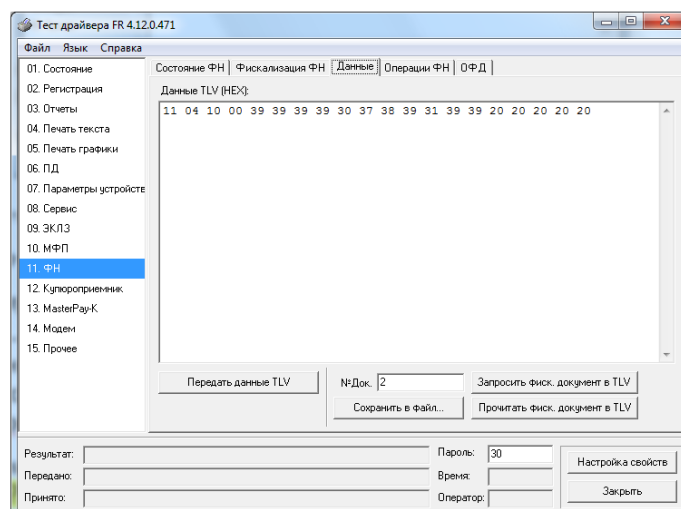 Тест драйвера FR 4.12.0.471
Файл Язык Справка
01. Состояние
02. Регистрация
03. Отчеты
04. Печать текста
05. Печать графики
06. ПД
07. Параметры устройств
08. Сервис
09. ЭКЛЗ
10. МФП
11. ФН
12. Купюроприемник
13. MasterPay-K
14. Модем
15. Прочее
Состояние ФН Фискализация ФН Данные Операции ФН ОФД
Данные TLV (HEX):
11 04 10 00 39 39 39 39 30 37 38 39 31 39 39 20 20 20 20 20
Передать данные TLV
№Док. 2
Запросить фиск. документ в TLV
Сохранить в файл...
Прочитать фиск. документ в TLV
Результат:
Пароль: 30
Передано:
Время:
Настройка свойств
Принято:
Оператор:
Закрыть